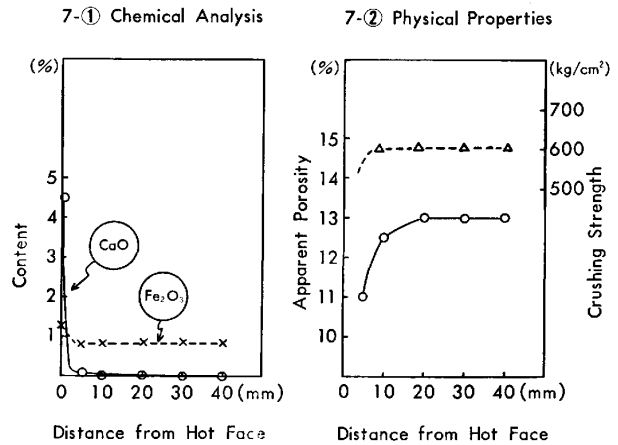 7-① Chemical Analysis
(%)
5
4
3
2
1
Content
CaO
Fe₂O₃
0 10 20 30 40 (mm)
Distance from Hot Face
7-② Physical Properties
(%)
15
14
13
12
11
10
Apparent Porosity
(kg/cm²)
700
600
500
Crushing Strength
0 10 20 30 40 (mm)
Distance from Hot Face